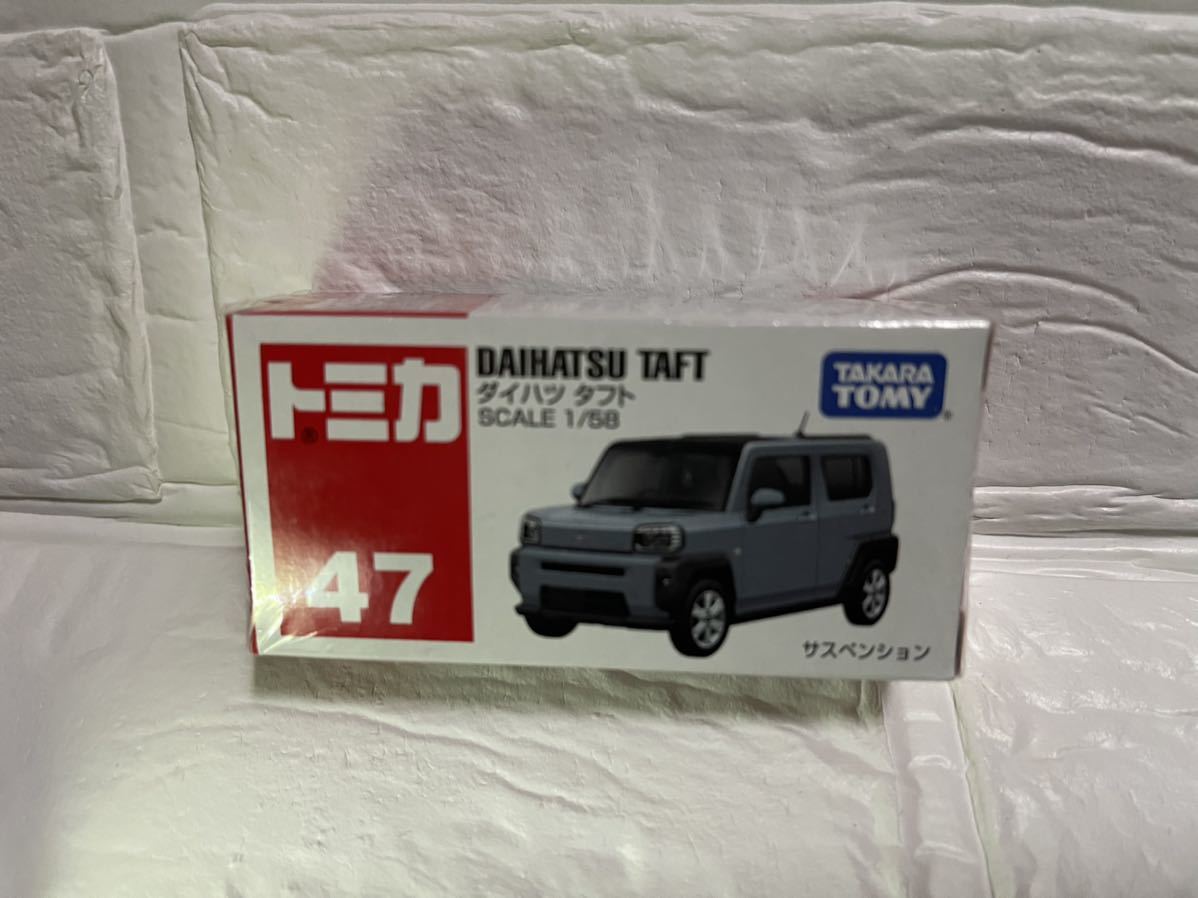 トミカ®
47
DAIHATSU TAFT
ダイハツ タフト
SCALE 1/58
TAKARA
TOMY®
サスペンション